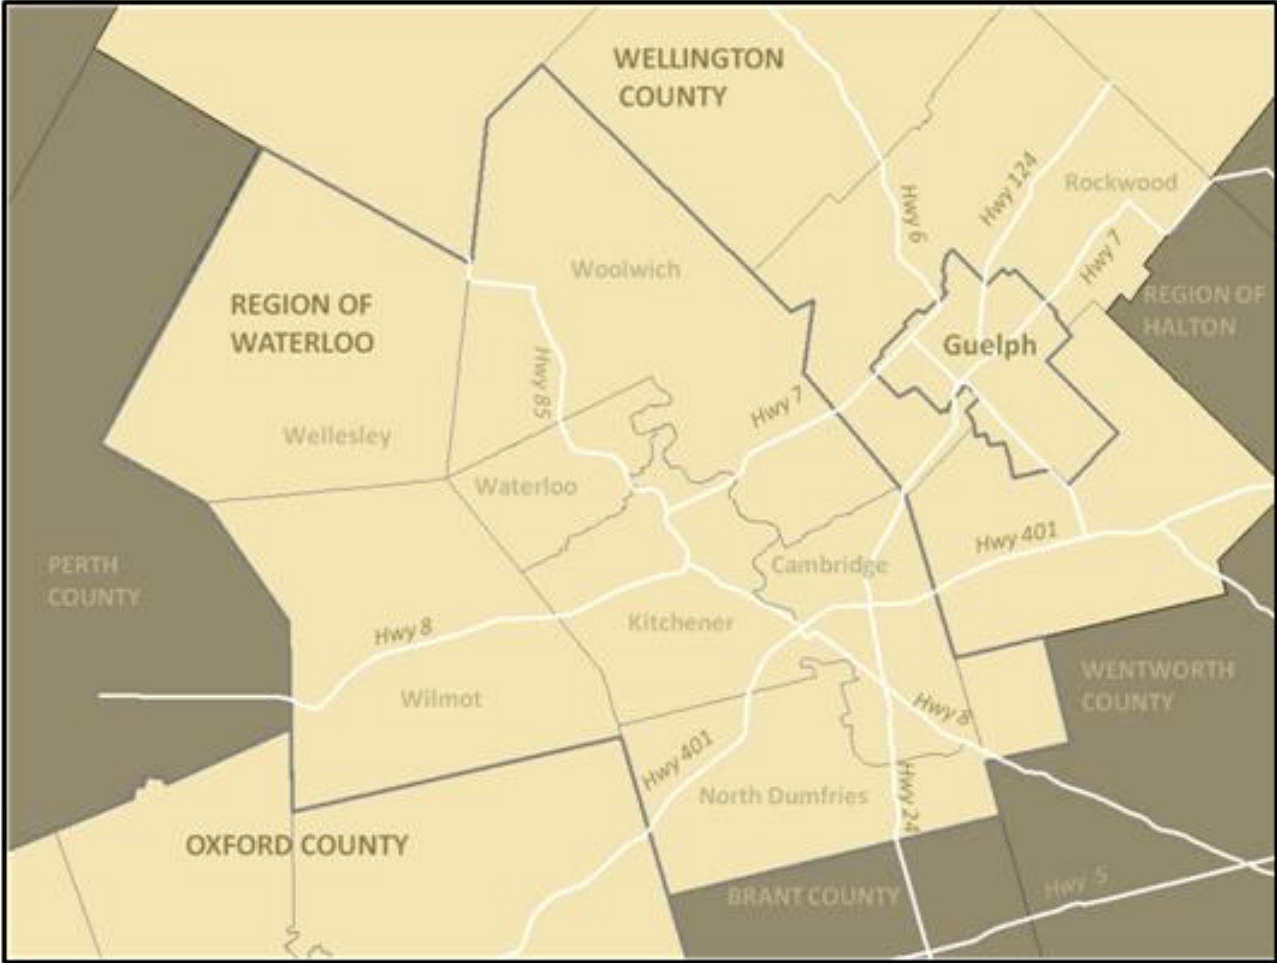 WELLINGTON
COUNTY
Hwy 124
Rockwood
Hwy 6
Hwy 7
Woolwich
REGION OF
WATERLOO
REGION OF
HALTON
Guelph
Hwy 85
Hwy 7
Wellesley
Waterloo
Hwy 401
PERTH
COUNTY
Cambridge
Kitchener
Hwy 8
Wilmot
WENTWORTH
COUNTY
Hwy 8
Hwy 401
North Dumfries
Hwy 24
OXFORD COUNTY
BRANT COUNTY
Hwy 5